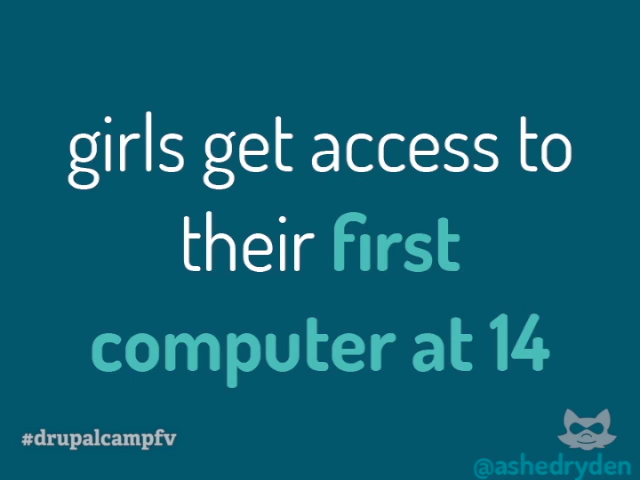 girls get access to
their first
computer at 14
#drupalcampfv
@ashedryden